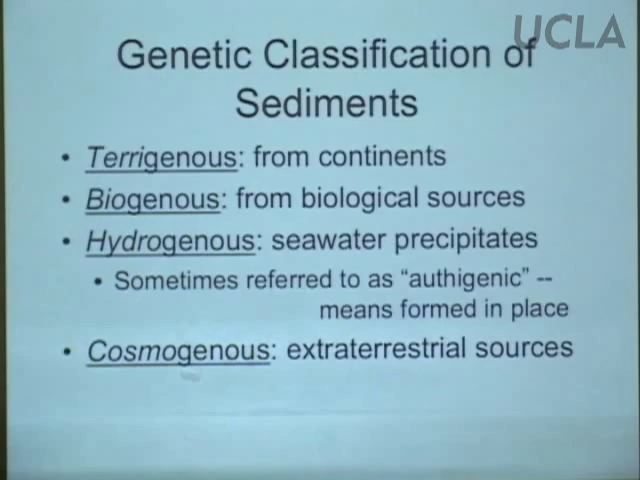 UCLA
Genetic Classification of
Sediments
• Terrigenous: from continents
• Biogenous: from biological sources
• Hydrogenous: seawater precipitates
• Sometimes referred to as “authigenic” --
means formed in place
• Cosmogenous: extraterrestrial sources